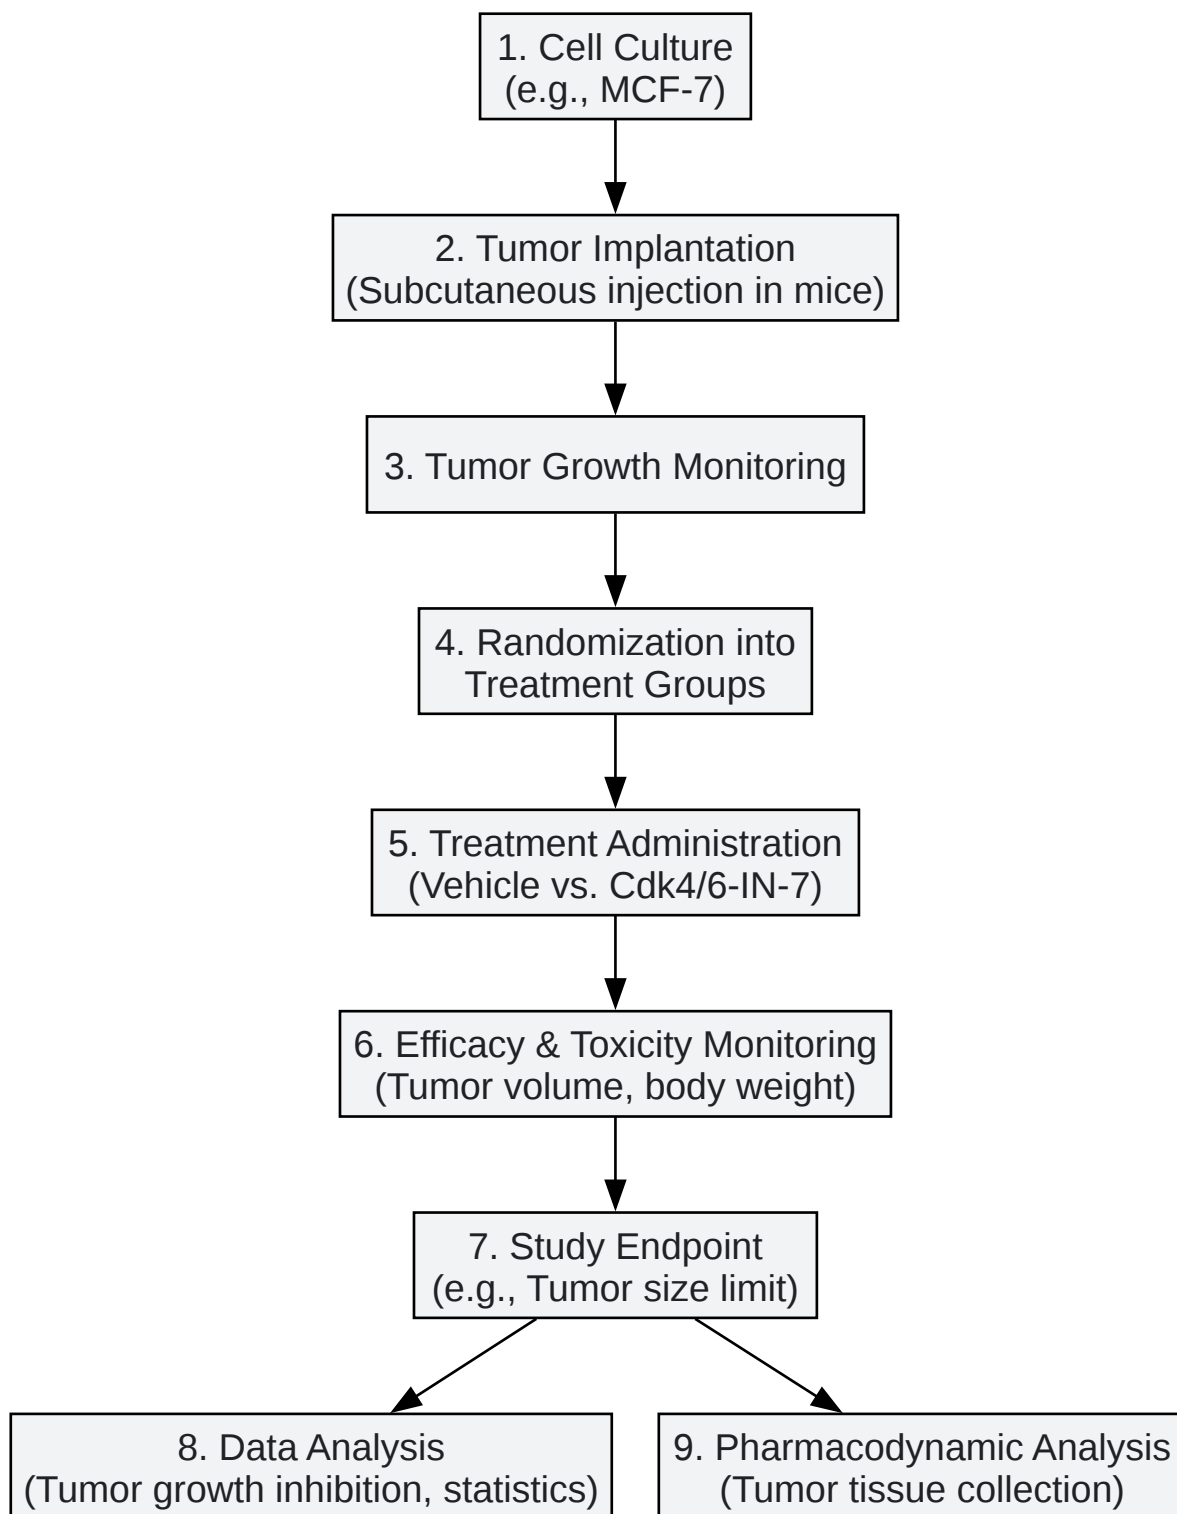 1. Cell Culture
(e.g., MCF-7)
2. Tumor Implantation
(Subcutaneous injection in mice)
3. Tumor Growth Monitoring
4. Randomization into
Treatment Groups
5. Treatment Administration
(Vehicle vs. Cdk4/6-IN-7)
6. Efficacy & Toxicity Monitoring
(Tumor volume, body weight)
7. Study Endpoint
(e.g., Tumor size limit)
8. Data Analysis
(Tumor growth inhibition, statistics)
9. Pharmacodynamic Analysis
(Tumor tissue collection)